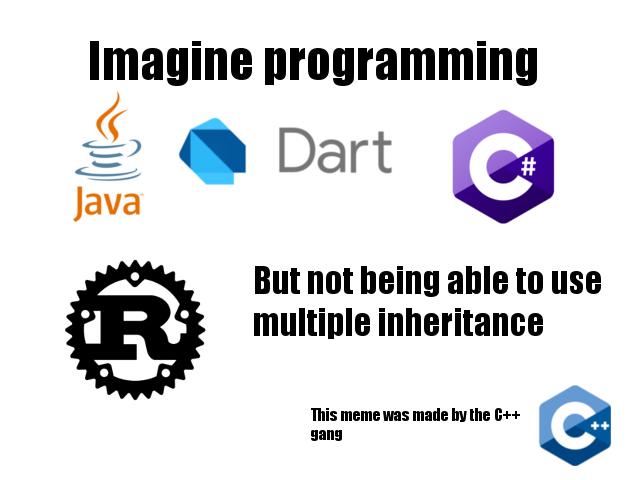 Imagine programming
Java
Dart
C#
R
But not being able to use
multiple inheritance
This meme was made by the C++
gang
C++